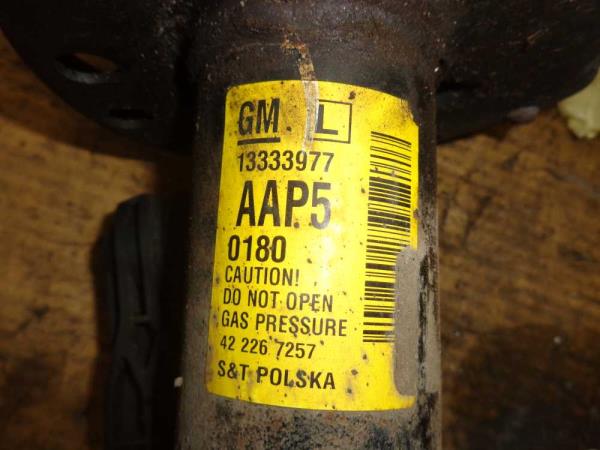 GM L
13333977
AAP5
0180
CAUTION!
DO NOT OPEN
GAS PRESSURE
42 226 7257
S&T POLSKA